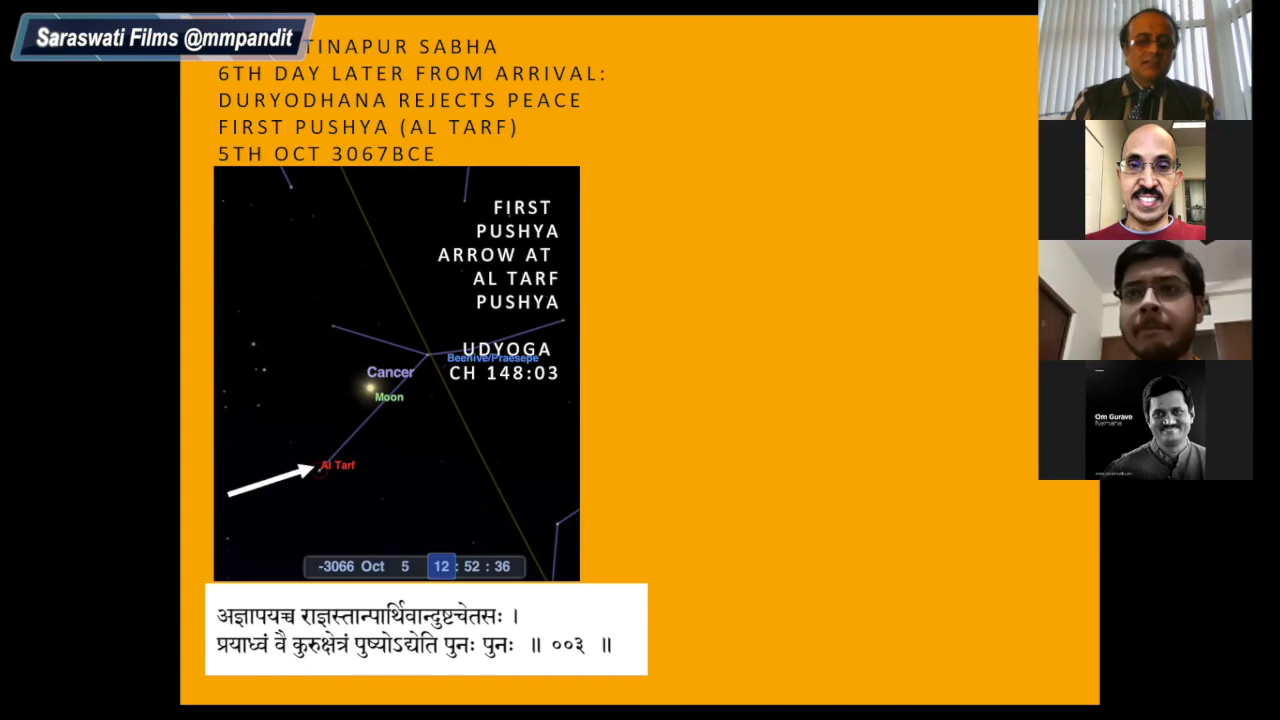 Saraswati Films @mmpandit
TINAPUR SABHA
6TH DAY LATER FROM ARRIVAL:
DURYODHANA REJECTS PEACE
FIRST PUSHYA (AL TARF)
5TH OCT 3067BCE
FIRST
PUSHYA
ARROW AT
AL TARF
PUSHYA
UDYOGA
Beehive/Praesepe
CH 148:03
Cancer
Moon
Al Tarf
-3066 Oct 5 12 : 52 : 36
अज्ञापयच्च राज्ञस्तान्पार्थिवान्दुष्टचेतसः ।
प्रयाध्वं वै कुरुक्षेत्रं पुष्योऽद्येति पुनः पुनः ॥ ००३ ॥
Om Gurave
Namaha